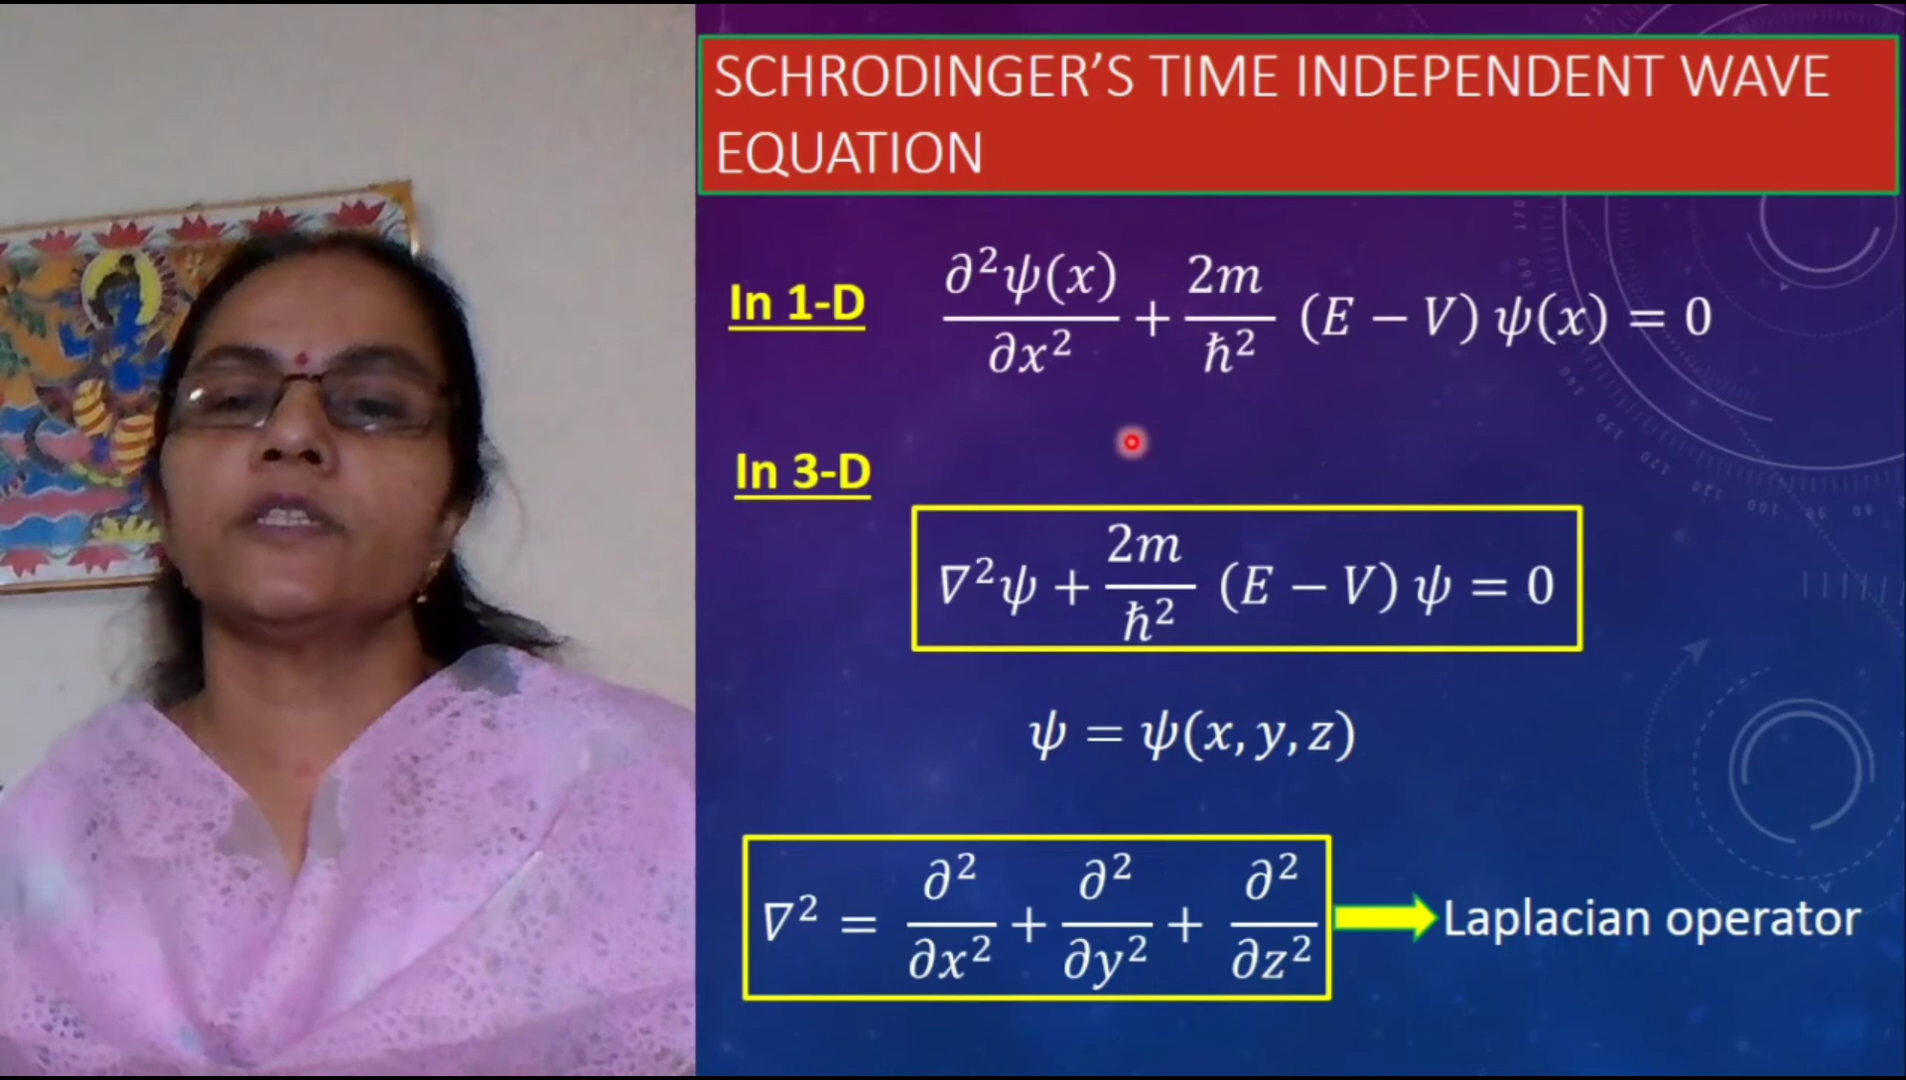 SCHRODINGER’S TIME INDEPENDENT WAVE
EQUATION
In 1-D ∂²ψ(x)/∂x² + 2m/ħ² (E − V) ψ(x) = 0
In 3-D
∇²ψ + 2m/ħ² (E − V) ψ = 0
ψ = ψ(x, y, z)
∇² = ∂²/∂x² + ∂²/∂y² + ∂²/∂z² Laplacian operator